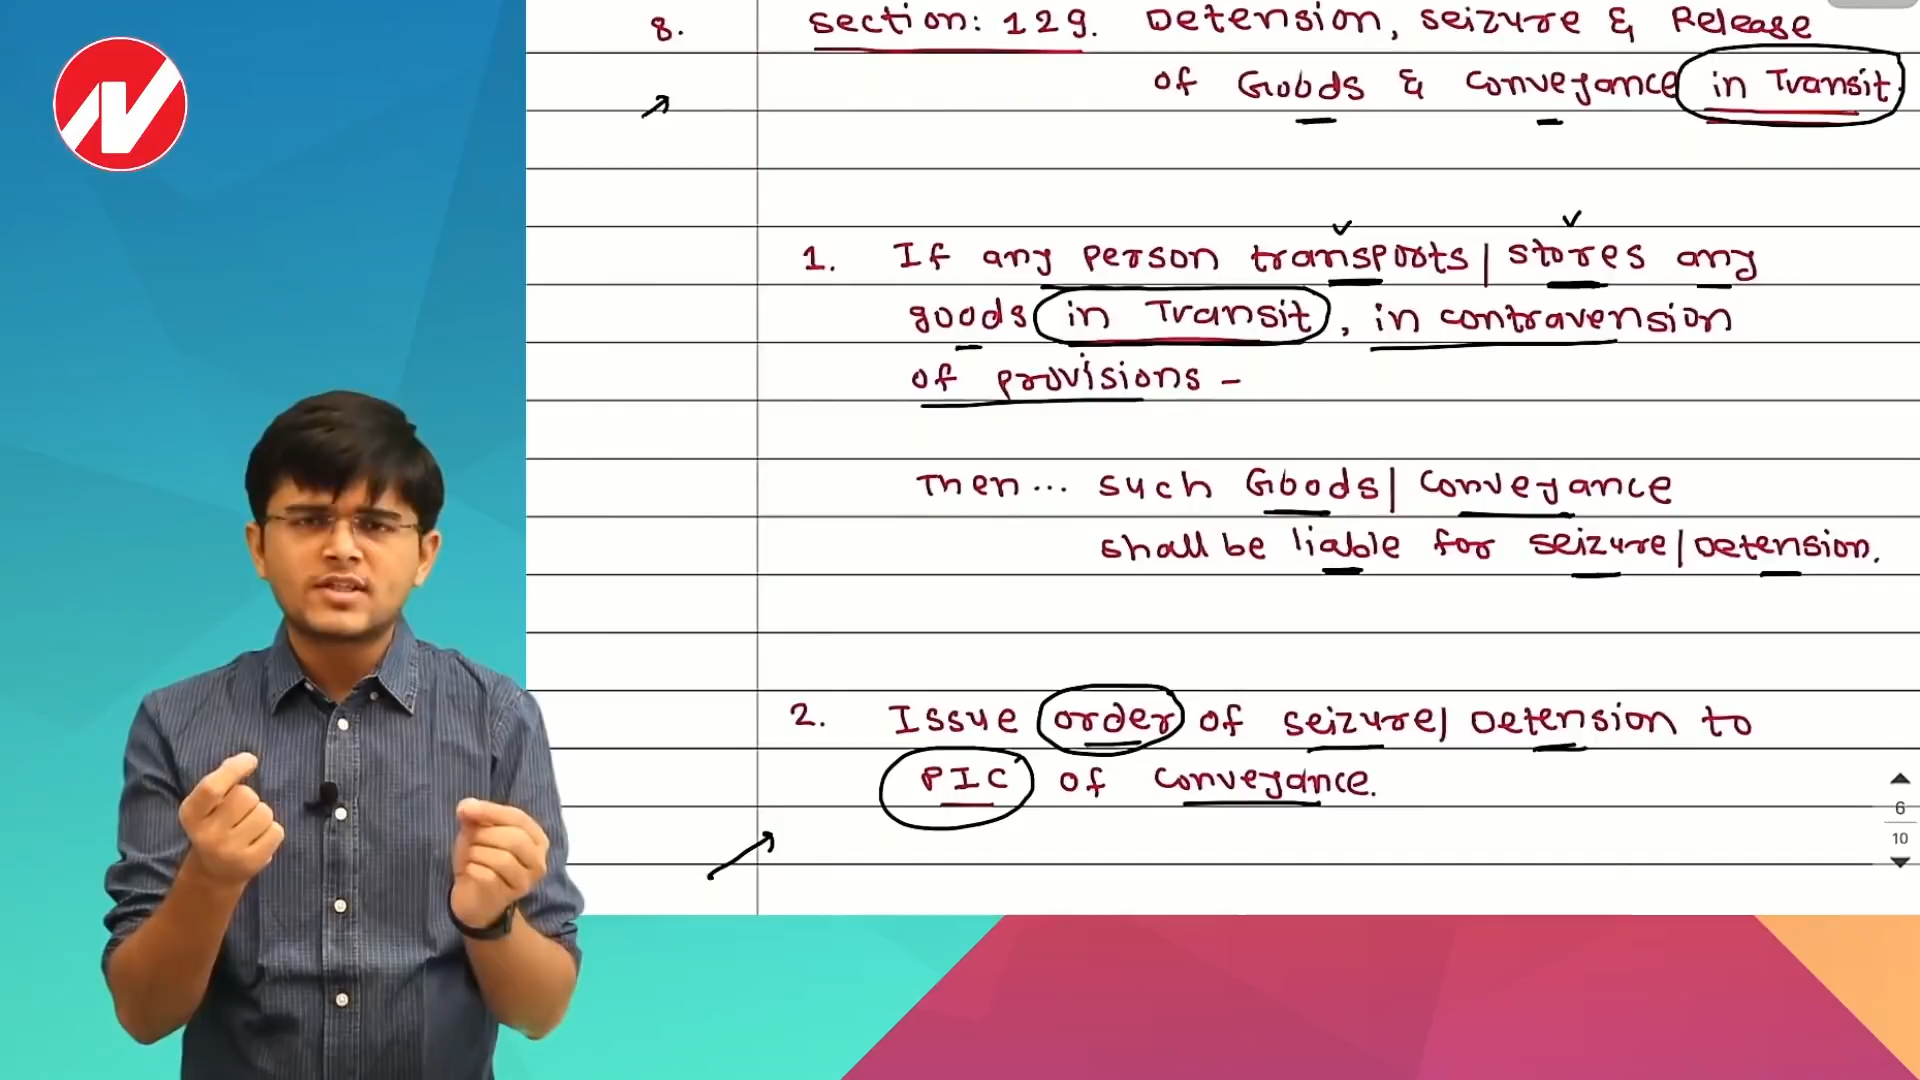 8. section: 129. Detension, seizure & Release
of Goods & conveyance in Transit.
1. If any person transports| stores any
goods in Transit, in contravension
of provisions -
Then... such Goods| conveyance
shall be liable for seizure|Detension.
2. Issue order of seizure| Detension to
PIC of conveyance.
6
10